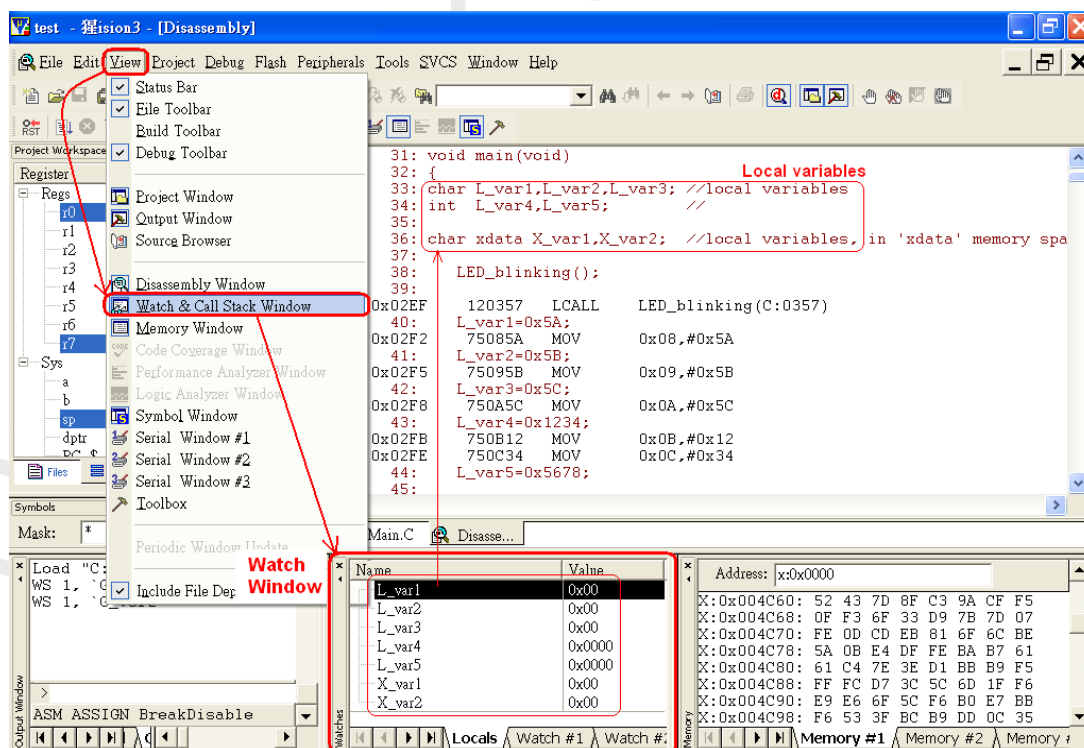 test - 猩ision3 - [Disassembly]
File Edit View Project Debug Flash Peripherals Tools SVCS Window Help
Status Bar
File Toolbar
Build Toolbar
Debug Toolbar
Project Window
Output Window
Source Browser
Disassembly Window
Watch & Call Stack Window
Memory Window
Code Coverage Window
Performance Analyzer Window
Logic Analyzer Window
Symbol Window
Serial Window #1
Serial Window #2
Serial Window #3
Toolbox
Periodic Window Update
Include File Dep
RST
Project Workspace
Register
Regs
r0
r1
r2
r3
r4
r5
r6
r7
Sys
a
b
sp
dptr
PC $
Files
31: void main(void)
32: {
Local variables
33: char L_var1,L_var2,L_var3; //local variables
34: int L_var4,L_var5; //
35:
36: char xdata X_var1,X_var2; //local variables, in 'xdata' memory spa
37:
38: LED_blinking();
39:
0x02EF 120357 LCALL LED_blinking(C:0357)
40: L_var1=0x5A;
0x02F2 75085A MOV 0x08,#0x5A
41: L_var2=0x5B;
0x02F5 75095B MOV 0x09,#0x5B
42: L_var3=0x5C;
0x02F8 750A5C MOV 0x0A,#0x5C
43: L_var4=0x1234;
0x02FB 750B12 MOV 0x0B,#0x12
0x02FE 750C34 MOV 0x0C,#0x34
44: L_var5=0x5678;
45:
Main.C Disasse...
Symbols
Mask: *
Load "C:
WS 1, `G
WS 1, `G_var2
>
ASM ASSIGN BreakDisable
Output Window
Watch
Window
Name Value
L_var1 0x00
L_var2 0x00
L_var3 0x00
L_var4 0x0000
L_var5 0x0000
X_var1 0x00
X_var2 0x00
Watches
Locals Watch #1 Watch #2
Address: x:0x0000
X:0x004C60: 52 43 7D 8F C3 9A CF F5
X:0x004C68: 0F F3 6F 33 D9 7B 7D 07
X:0x004C70: FE 0D CD EB 81 6F 6C BE
X:0x004C78: 5A 0B E4 DF FE BA B7 61
X:0x004C80: 61 C4 7E 3E D1 BB B9 F5
X:0x004C88: FF FC D7 3C 5C 6D 1F F6
X:0x004C90: E9 E6 6F 5C F6 B0 E7 BB
X:0x004C98: F6 53 3F BC B9 DD 0C 35
Memory
Memory #1 Memory #2 Memory #